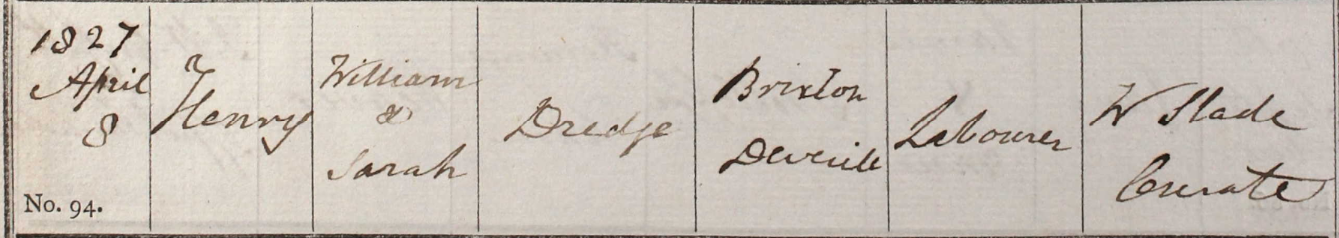 1827
April
8
No. 94.
Henry
William
&
Sarah
Dredge
Brixton
Deverill
Labourer
W Slade
Curate